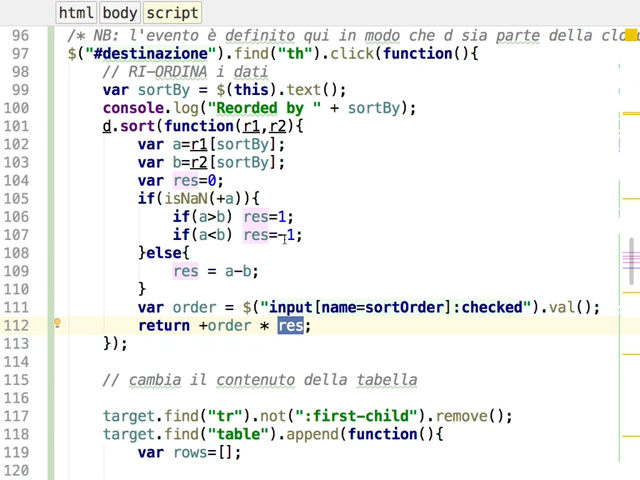 html body script
96 /* NB: l'evento è definito qui in modo che d sia parte della
97 $("#destinazione").find("th").click(function(){
98 // RI-ORDINA i dati
99 var sortBy = $(this).text();
100 console.log("Reorded by " + sortBy);
101 d.sort(function(r1,r2){
102 var a=r1[sortBy];
103 var b=r2[sortBy];
104 var res=0;
105 if(isNaN(+a)){
106 if(a>b) res=1;
107 if(a<b) res=-1;
108 }else{
109 res = a-b;
110 }
111 var order = $("input[name=sortOrder]:checked").val();
112 return +order * res;
113 });
114
115 // cambia il contenuto della tabella
116
117 target.find("tr").not(":first-child").remove();
118 target.find("table").append(function(){
119 var rows=[];
120